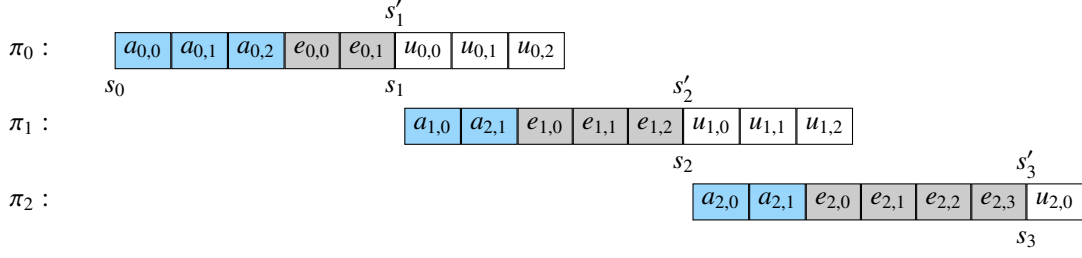 s′₁
π₀ : a₀,₀ a₀,₁ a₀,₂ e₀,₀ e₀,₁ u₀,₀ u₀,₁ u₀,₂
s₀ s₁ s′₂
π₁ : a₁,₀ a₂,₁ e₁,₀ e₁,₁ e₁,₂ u₁,₀ u₁,₁ u₁,₂
s₂ s′₃
π₂ : a₂,₀ a₂,₁ e₂,₀ e₂,₁ e₂,₂ e₂,₃ u₂,₀
s₃